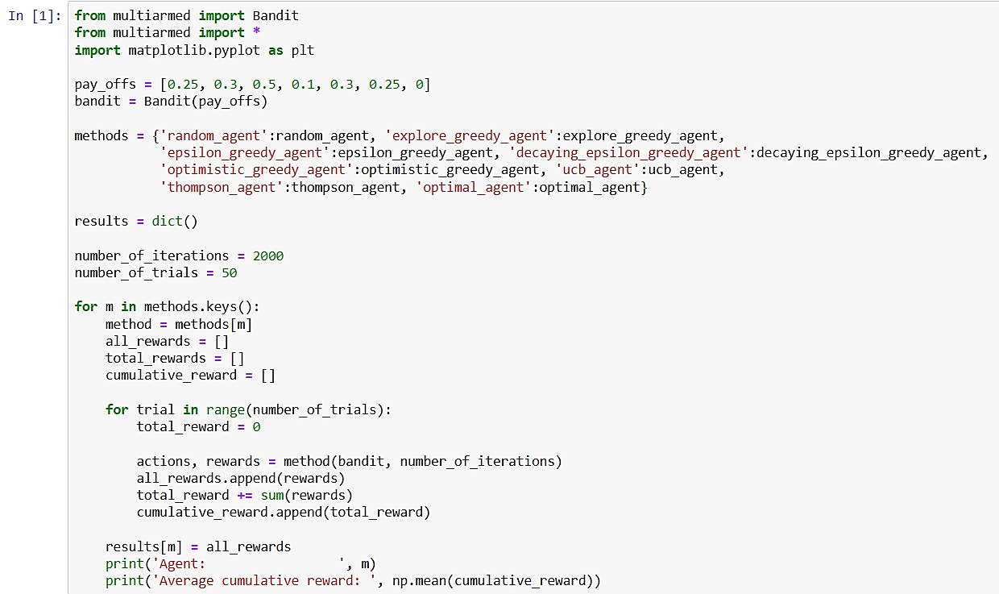 In [1]: from multiarmed import Bandit
from multiarmed import *
import matplotlib.pyplot as plt
pay_offs = [0.25, 0.3, 0.5, 0.1, 0.3, 0.25, 0]
bandit = Bandit(pay_offs)
methods = {'random_agent':random_agent, 'explore_greedy_agent':explore_greedy_agent,
'epsilon_greedy_agent':epsilon_greedy_agent, 'decaying_epsilon_greedy_agent':decaying_epsilon_greedy_agent,
'optimistic_greedy_agent':optimistic_greedy_agent, 'ucb_agent':ucb_agent,
'thompson_agent':thompson_agent, 'optimal_agent':optimal_agent}
results = dict()
number_of_iterations = 2000
number_of_trials = 50
for m in methods.keys():
    method = methods[m]
    all_rewards = []
    total_rewards = []
    cumulative_reward = []
    for trial in range(number_of_trials):
        total_reward = 0
        actions, rewards = method(bandit, number_of_iterations)
        all_rewards.append(rewards)
        total_reward += sum(rewards)
        cumulative_reward.append(total_reward)
    results[m] = all_rewards
    print('Agent:                 ', m)
    print('Average cumulative reward: ', np.mean(cumulative_reward))